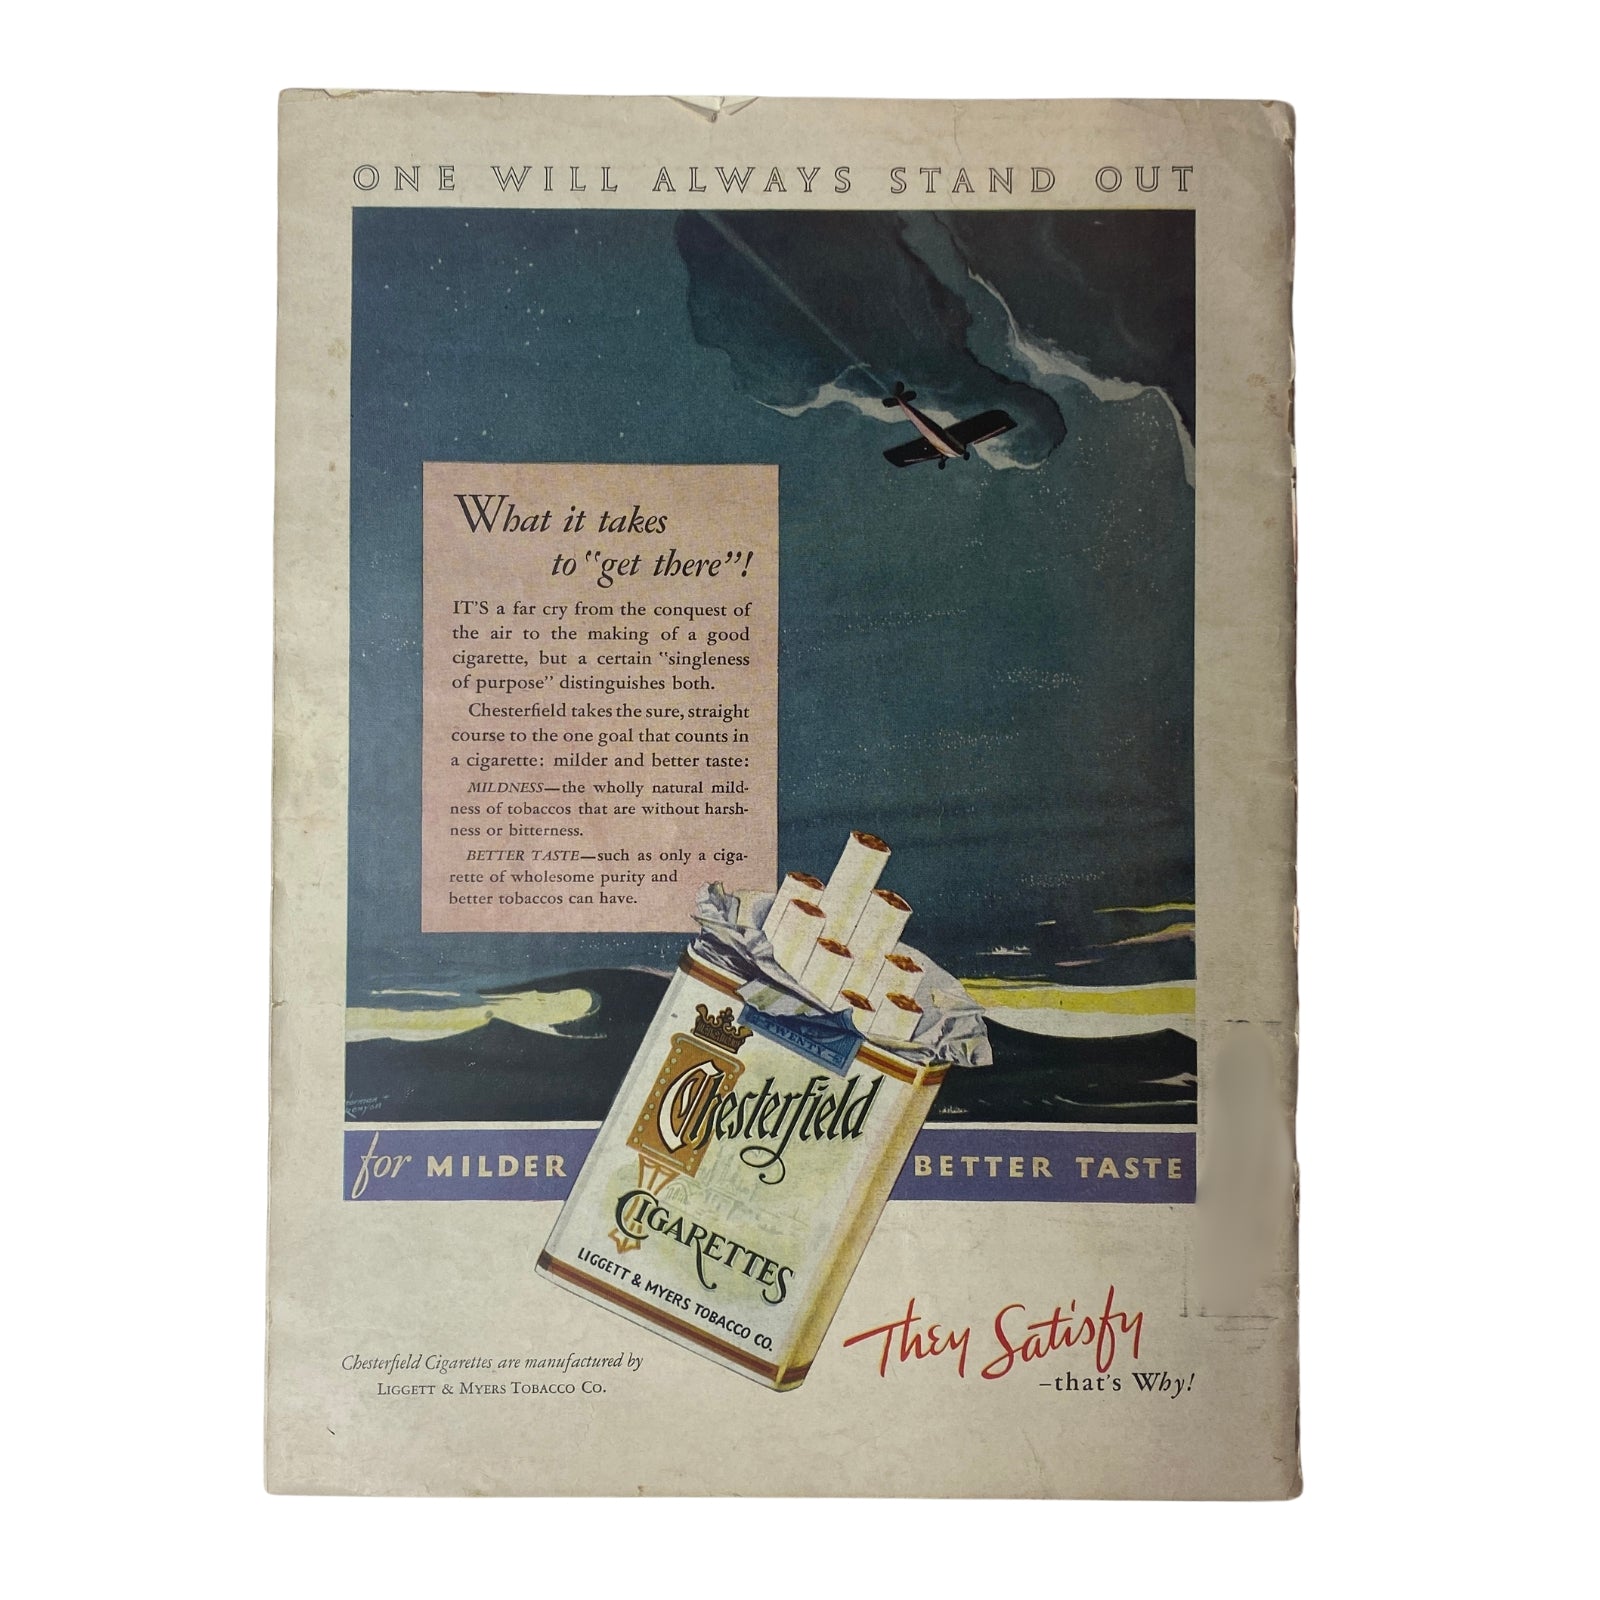 ONE WILL ALWAYS STAND OUT
What it takes
to "get there"!
IT'S a far cry from the conquest of
the air to the making of a good
cigarette, but a certain "singleness
of purpose" distinguishes both.
Chesterfield takes the sure, straight
course to the one goal that counts in
a cigarette: milder and better taste:
MILDNESS—the wholly natural mild-
ness of tobaccos that are without harsh-
ness or bitterness.
BETTER TASTE—such as only a ciga-
rette of wholesome purity and
better tobaccos can have.
TWENTY
Chesterfield
CIGARETTES
LIGGETT & MYERS TOBACCO CO.
for MILDER
BETTER TASTE
They Satisfy
–that's Why!
Chesterfield Cigarettes are manufactured by
LIGGETT & MYERS TOBACCO CO.